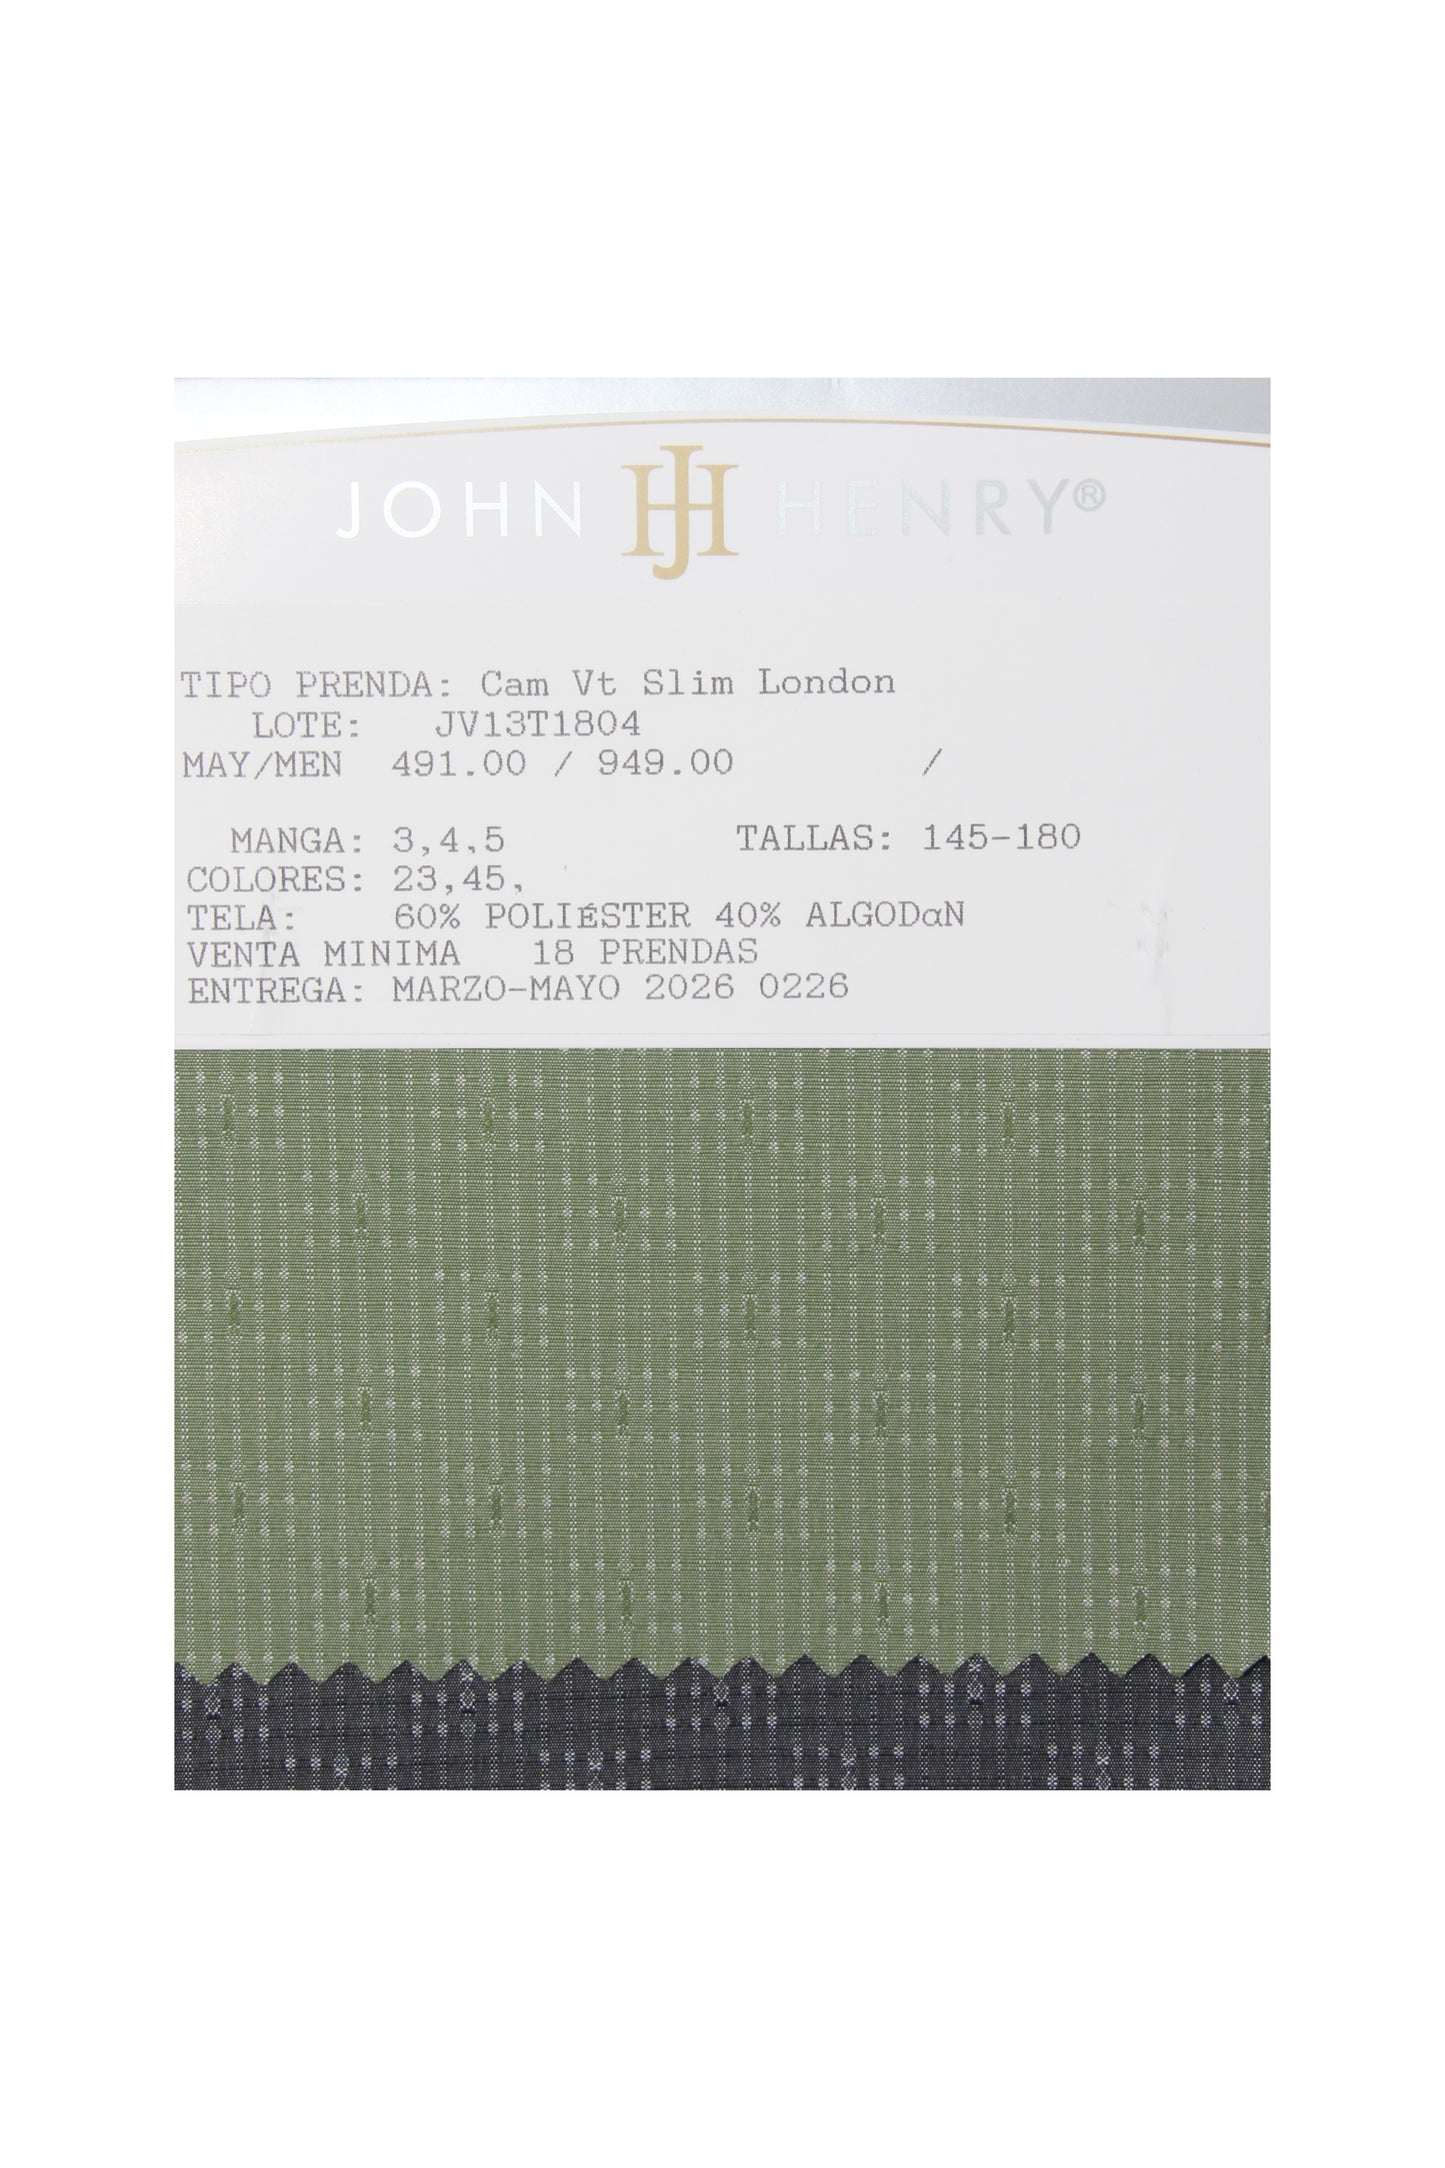 JOHN JH HENRY®
TIPO PRENDA: Cam Vt Slim London
LOTE: JV13T1804
MAY/MEN 491.00 / 949.00 /
MANGA: 3,4,5 TALLAS: 145-180
COLORES: 23,45,
TELA: 60% POLIÉSTER 40% ALGODαN
VENTA MINIMA 18 PRENDAS
ENTREGA: MARZO-MAYO 2026 0226